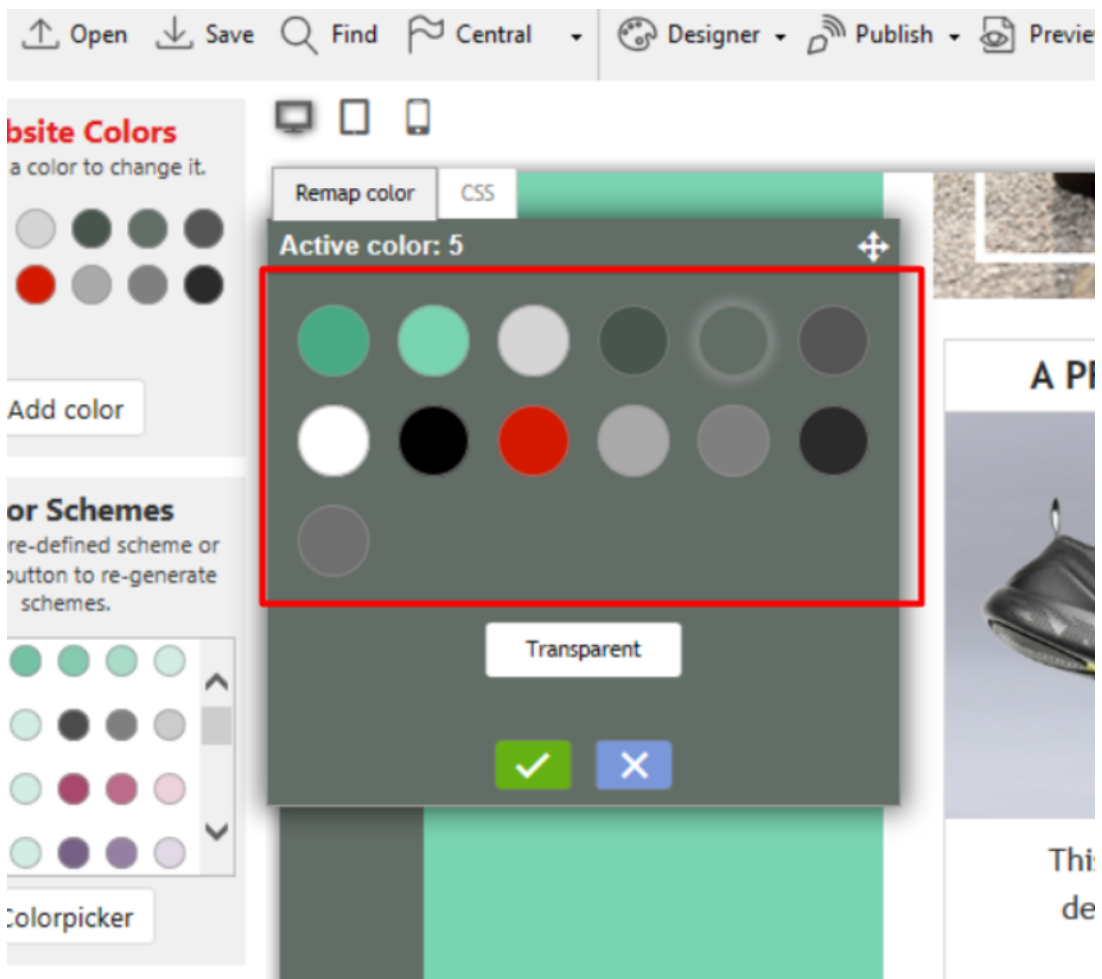 Open Save Find Central Designer Publish Previe
bsite Colors
a color to change it.
Remap color CSS
Active color: 5
Add color
or Schemes
re-defined scheme or
button to re-generate
schemes.
Transparent
Colorpicker
A P
This
de